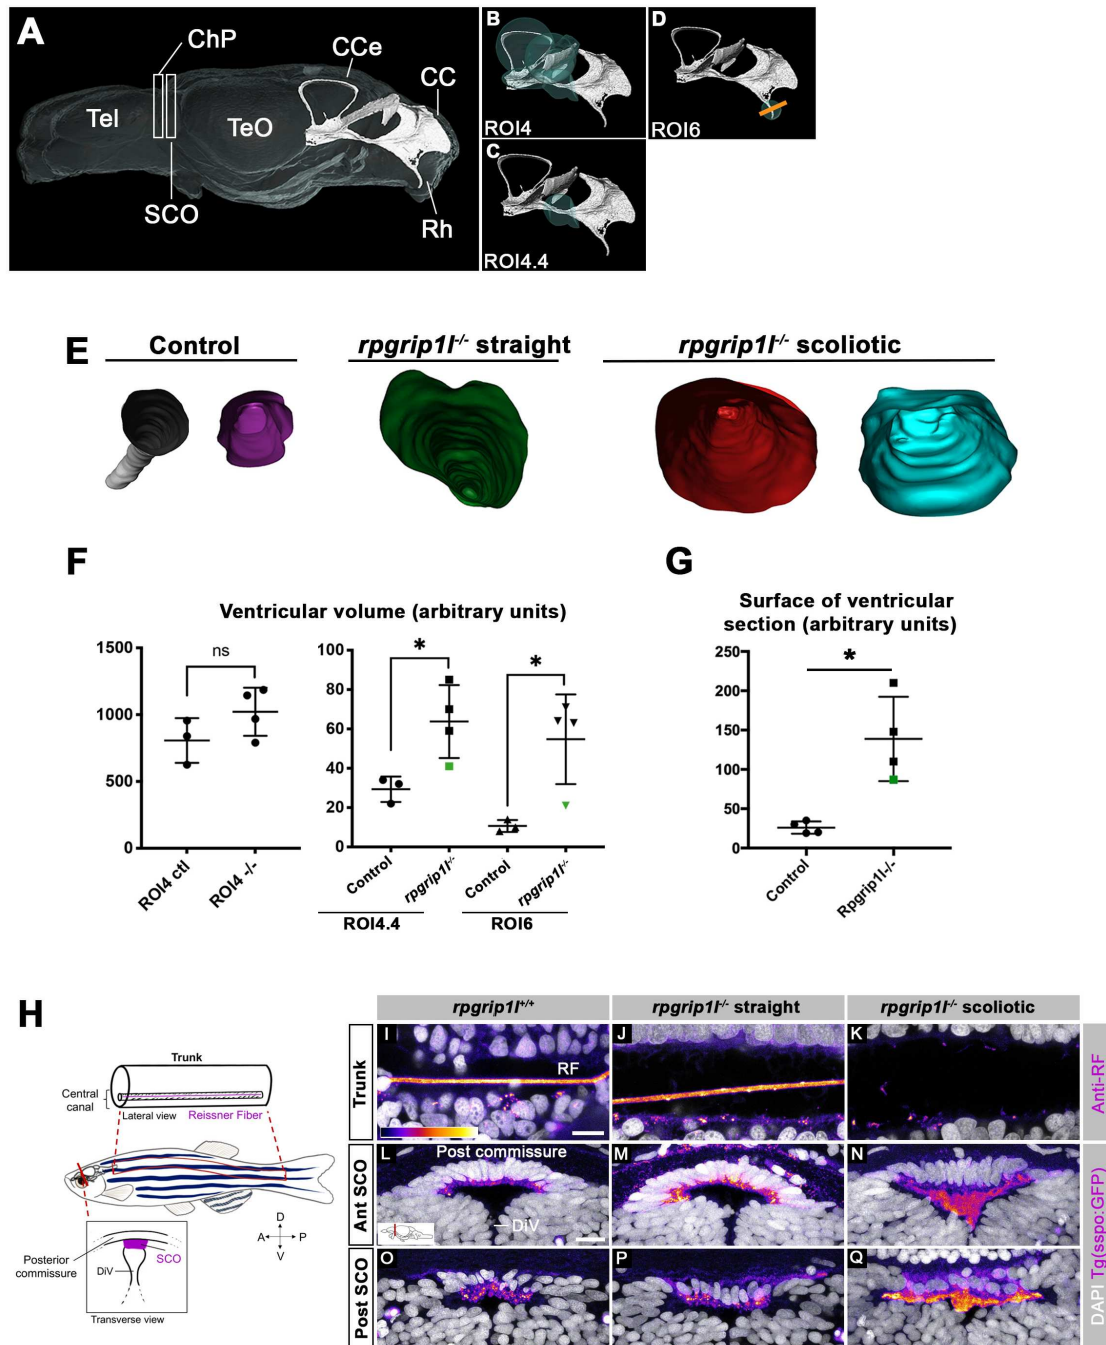 A
ChP
CCe
CC
Tel
TeO
SCO
Rh
B
ROI4
C
ROI4.4
D
ROI6
E
Control
rpgrip1l-/- straight
rpgrip1l-/- scoliotic
F
Ventricular volume (arbitrary units)
1500
1000
500
0
ns
ROI4 ctl
ROI4 -/-
100
80
60
40
20
0
*
*
Control
rpgrip1l-/-
Control
rpgrip1l-/-
ROI4.4
ROI6
G
Surface of ventricular
section (arbitrary units)
250
200
150
100
50
0
*
Control
Rpgrip1l-/-
H
Trunk
Central
canal
Lateral view
Reissner Fiber
D
A
P
V
Posterior
commissure
SCO
DiV
Transverse view
rpgrip1l+/+
rpgrip1l-/- straight
rpgrip1l-/- scoliotic
Trunk
I
RF
J
K
Anti-RF
Ant SCO
L
Post commissure
DiV
M
N
Post SCO
O
P
Q
DAPI Tg(sspo:GFP)